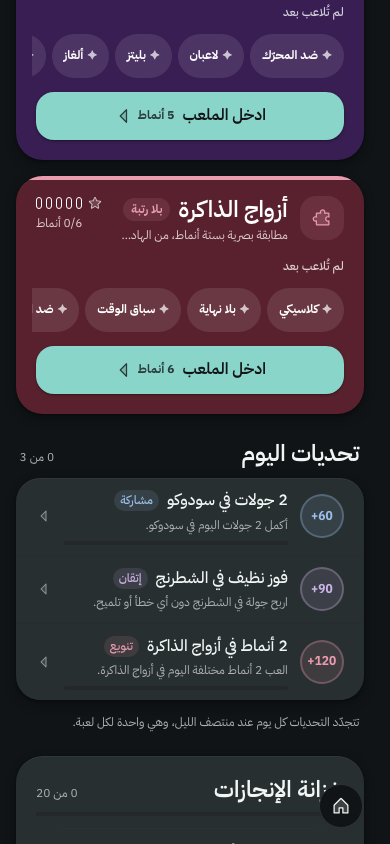 لم تُلاعب بعد
ضد المحرّك
لاعبان
بليتز
ألغاز
ادخل الملعب 5 أنماط
أزواج الذاكرة بلا رتبة
00000
مطابقة بصرية بستة أنماط، من الهاد...
0/6 أنماط
لم تُلاعب بعد
كلاسيكي
بلا نهاية
سباق الوقت
ضد
ادخل الملعب 6 أنماط
تحديات اليوم
0 من 3
+60
2 جولات في سودوكو مشاركة
أكمل 2 جولات اليوم في سودوكو.
+90
فوز نظيف في الشطرنج إتقان
اربح جولة في الشطرنج دون أي خطأ أو تلميح.
+120
2 أنماط في أزواج الذاكرة تنويع
العب 2 أنماط مختلفة اليوم في أزواج الذاكرة.
تتجدّد التحديات كل يوم عند منتصف الليل، وهي واحدة لكل لعبة.
خزانة الإنجازات
0 من 20